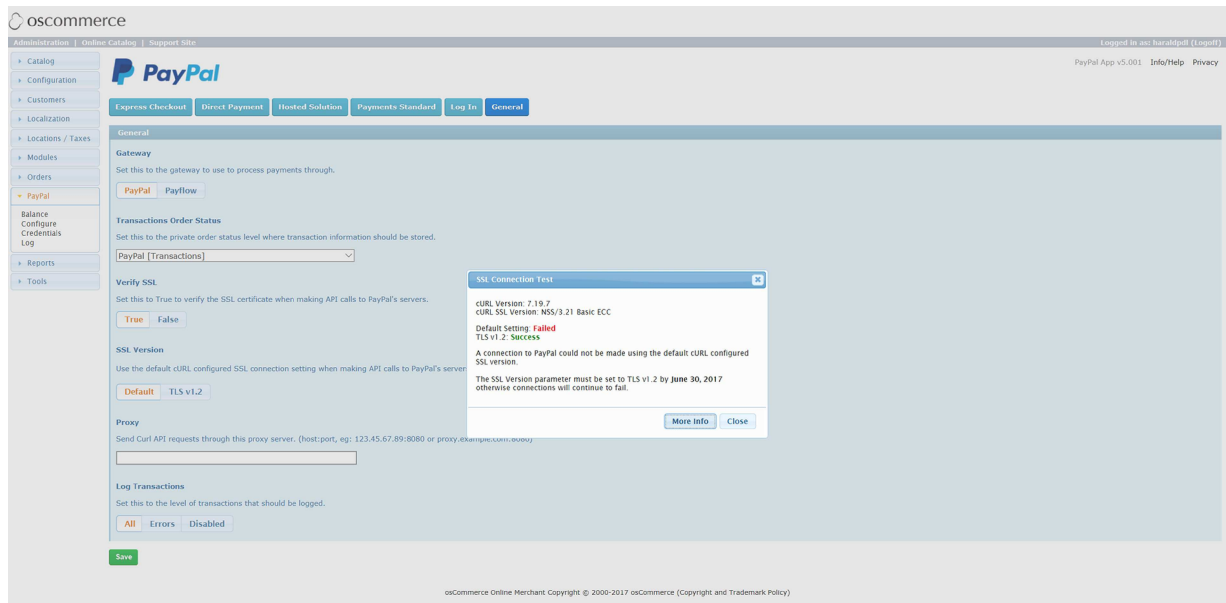 oscommerce
Administration | Online Catalog | Support Site
Logged in as: haraldpdl (Logoff)
Catalog
Configuration
Customers
Localization
Locations / Taxes
Modules
Orders
PayPal
Balance
Configure
Credentials
Log
Reports
Tools
PayPal
PayPal App v5.001 Info/Help Privacy
Express Checkout Direct Payment Hosted Solution Payments Standard Log In General
General
Gateway
Set this to the gateway to use to process payments through.
PayPal Payflow
Transactions Order Status
Set this to the private order status level where transaction information should be stored.
PayPal [Transactions]
Verify SSL
Set this to True to verify the SSL certificate when making API calls to PayPal's servers.
True False
SSL Version
Use the default cURL configured SSL connection setting when making API calls to PayPal's server
Default TLS v1.2
Proxy
Send Curl API requests through this proxy server. (host:port, eg: 123.45.67.89:8080 or proxy.example.com:8080)
Log Transactions
Set this to the level of transactions that should be logged.
All Errors Disabled
Save
SSL Connection Test
cURL Version: 7.19.7
cURL SSL Version: NSS/3.21 Basic ECC
Default Setting: Failed
TLS v1.2: Success
A connection to PayPal could not be made using the default cURL configured
SSL version.
The SSL Version parameter must be set to TLS v1.2 by June 30, 2017
otherwise connections will continue to fail.
More Info Close
osCommerce Online Merchant Copyright © 2000-2017 osCommerce (Copyright and Trademark Policy)